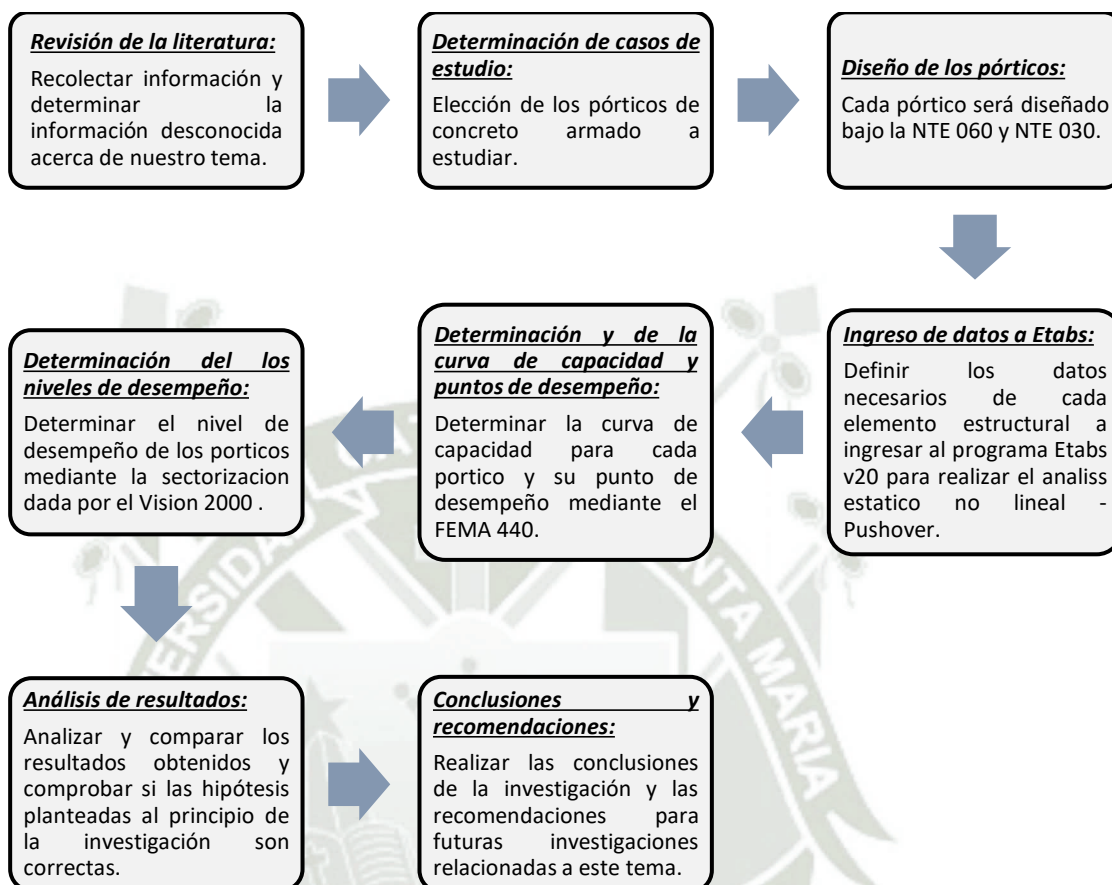 Revisión de la literatura:
Recolectar información y
determinar la
información desconocida
acerca de nuestro tema.
Determinación de casos de
estudio:
Elección de los pórticos de
concreto armado a
estudiar.
Diseño de los pórticos:
Cada pórtico será diseñado
bajo la NTE 060 y NTE 030.
Ingreso de datos a Etabs:
Definir los datos
necesarios de cada
elemento estructural a
ingresar al programa Etabs
v20 para realizar el analiss
estatico no lineal -
Pushover.
Determinación y de la
curva de capacidad y
puntos de desempeño:
Determinar la curva de
capacidad para cada
portico y su punto de
desempeño mediante el
FEMA 440.
Determinación del los
niveles de desempeño:
Determinar el nivel de
desempeño de los porticos
mediante la sectorizacion
dada por el Vision 2000 .
Análisis de resultados:
Analizar y comparar los
resultados obtenidos y
comprobar si las hipótesis
planteadas al principio de
la investigación son
correctas.
Conclusiones y
recomendaciones:
Realizar las conclusiones
de la investigación y las
recomendaciones para
futuras investigaciones
relacionadas a este tema.
ERSIDAD
NTA MARIA